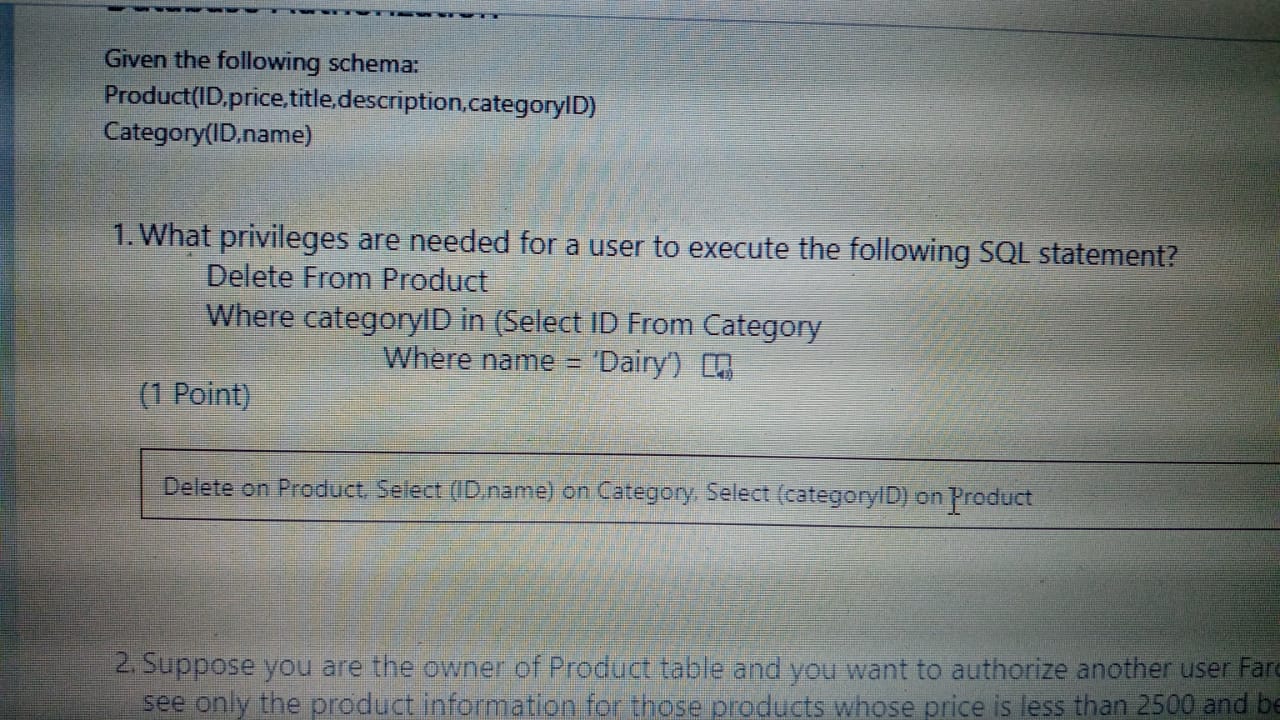 Given the following schema:
Product(ID,price,title,description,categoryID)
Category(ID,name)
1. What privileges are needed for a user to execute the following SQL statement?
Delete From Product
Where categoryID in (Select ID From Category
Where name = 'Dairy')
(1 Point)
Delete on Product, Select (ID,name) on Category, Select (categoryID) on Product
2. Suppose you are the owner of Product table and you want to authorize another user
see only the product information for those products whose price is less than 2500 and